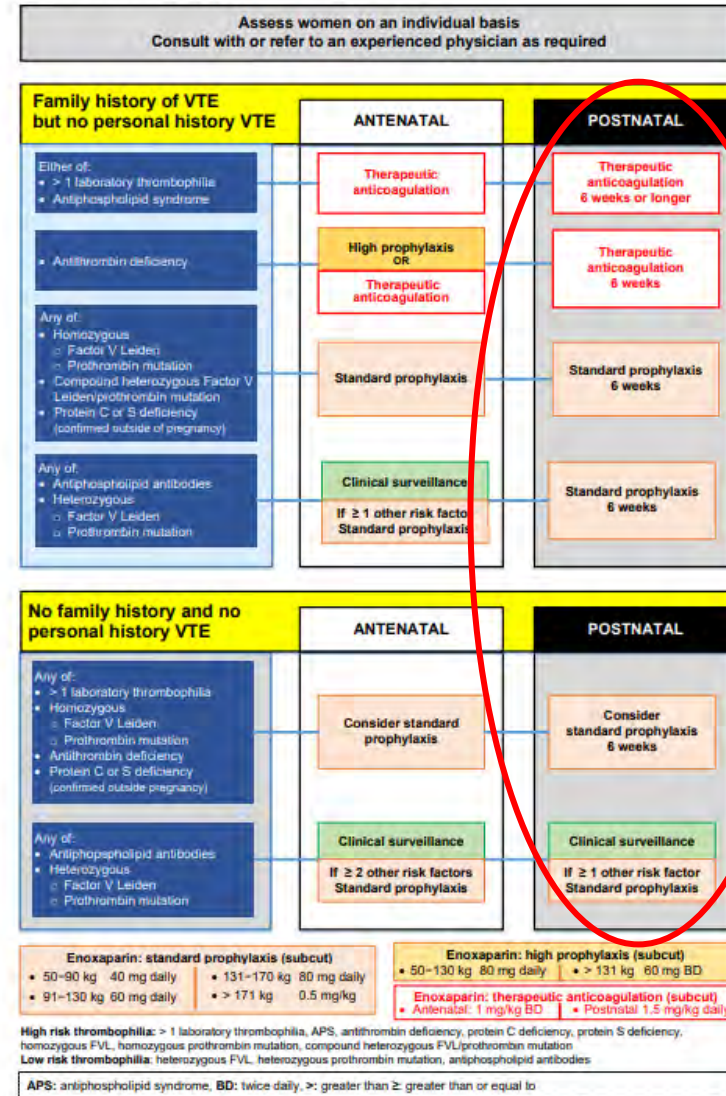 Assess women on an individual basis
Consult with or refer to an experienced physician as required
Family history of VTE
but no personal history VTE
ANTENATAL
POSTNATAL
Either of:
• > 1 laboratory thrombophilia
• Antiphospholipid syndrome
Therapeutic
anticoagulation
Therapeutic
anticoagulation
6 weeks or longer
• Antithrombin deficiency
High prophylaxis
OR
Therapeutic
anticoagulation
Therapeutic
anticoagulation
6 weeks
Any of:
• Homozygous
o Factor V Leiden
o Prothrombin mutation
• Compound heterozygous Factor V
Leiden/prothrombin mutation
• Protein C or S deficiency
(confirmed outside of pregnancy)
Standard prophylaxis
Standard prophylaxis
6 weeks
Any of:
• Antiphospholipid antibodies
• Heterozygous
o Factor V Leiden
o Prothrombin mutation
Clinical surveillance
If ≥ 1 other risk factor
Standard prophylaxis
Standard prophylaxis
6 weeks
No family history and no
personal history VTE
ANTENATAL
POSTNATAL
Any of:
• > 1 laboratory thrombophilia
• Homozygous
o Factor V Leiden
o Prothrombin mutation
• Antithrombin deficiency
• Protein C or S deficiency
(confirmed outside pregnancy)
Consider standard
prophylaxis
Consider
standard prophylaxis
6 weeks
Any of:
• Antiphopspholipid antibodies
• Heterozygous
o Factor V Leiden
o Prothrombin mutation
Clinical surveillance
If ≥ 2 other risk factors
Standard prophylaxis
Clinical surveillance
If ≥ 1 other risk factor
Standard prophylaxis
Enoxaparin: standard prophylaxis (subcut)
• 50–90 kg 40 mg daily
• 91–130 kg 60 mg daily
• 131–170 kg 80 mg daily
• > 171 kg 0.5 mg/kg
Enoxaparin: high prophylaxis (subcut)
• 50–130 kg 80 mg daily
• > 131 kg 60 mg BD
Enoxaparin: therapeutic anticoagulation (subcut)
• Antenatal: 1 mg/kg BD
• Postnatal 1.5 mg/kg daily
High risk thrombophilia: > 1 laboratory thrombophilia, APS, antithrombin deficiency, protein C deficiency, protein S deficiency,
homozygous FVL, homozygous prothrombin mutation, compound heterozygous FVL/prothrombin mutation
Low risk thrombophilia: heterozygous FVL, heterozygous prothrombin mutation, antiphospholipid antibodies
APS: antiphospholipid syndrome, BD: twice daily, >: greater than ≥: greater than or equal to